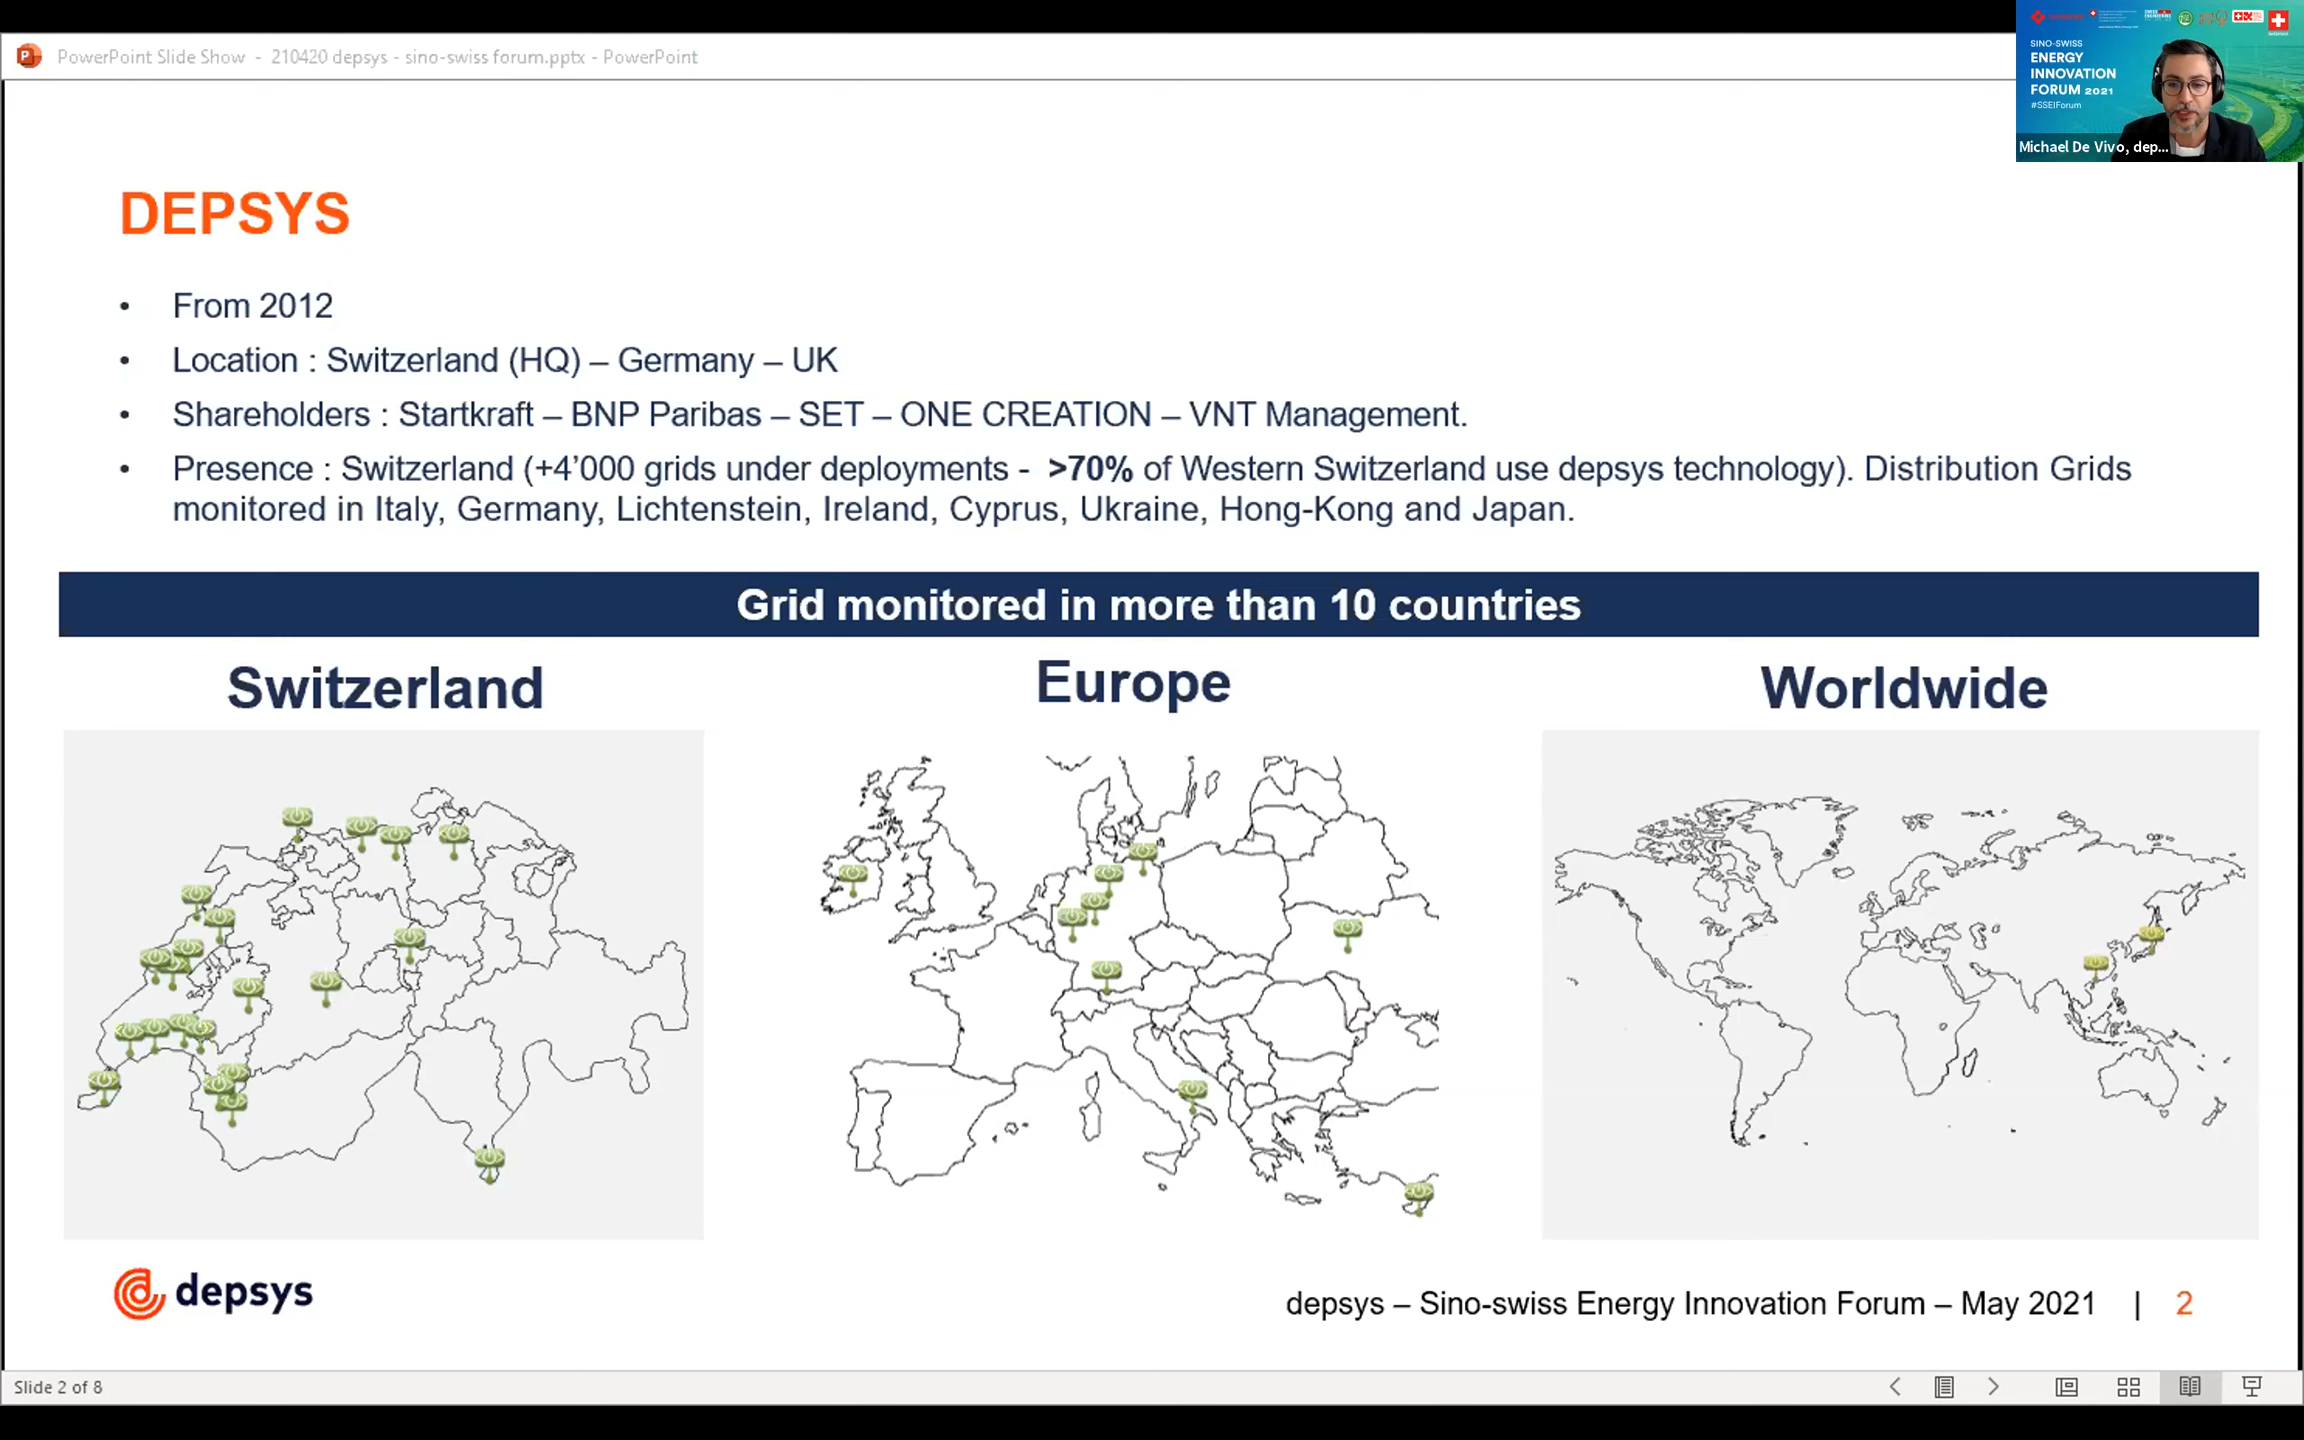 PowerPoint Slide Show - 210420 depsys - sino-swiss forum.pptx - PowerPoint
SINO-SWISS
ENERGY
INNOVATION
FORUM 2021
#SSEIForum
Michael De Vivo, dep...
DEPSYS
• From 2012
• Location : Switzerland (HQ) – Germany – UK
• Shareholders : Startkraft – BNP Paribas – SET – ONE CREATION – VNT Management.
• Presence : Switzerland (+4’000 grids under deployments - >70% of Western Switzerland use depsys technology). Distribution Grids
monitored in Italy, Germany, Lichtenstein, Ireland, Cyprus, Ukraine, Hong-Kong and Japan.
Grid monitored in more than 10 countries
Switzerland
Europe
Worldwide
depsys
depsys – Sino-swiss Energy Innovation Forum – May 2021 | 2
Slide 2 of 8